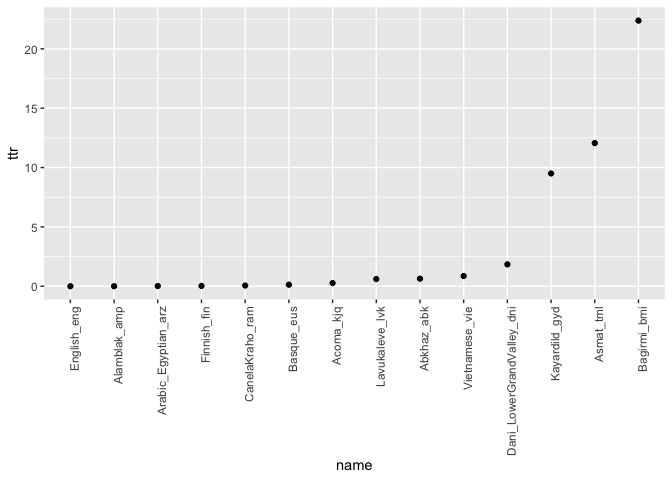 20
15
10
5
0
ttr
English_eng
Alamblak_amp
Arabic_Egyptian_arz
Finnish_fin
CanelaKraho_ram
Basque_eus
Acoma_kjq
Lavukaleve_lvk
Abkhaz_abk
Vietnamese_vie
Dani_LowerGrandValley_dni
Kayardild_gyd
Asmat_tml
Bagirmi_bmi
name